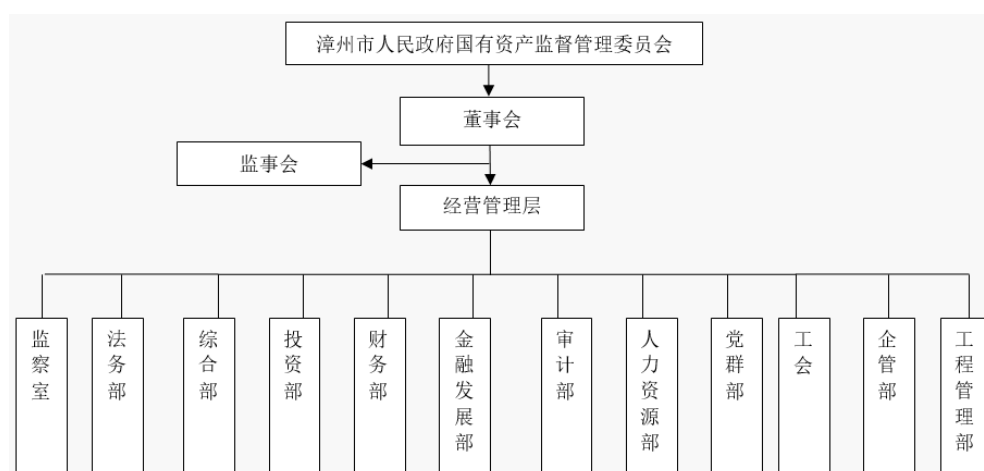 漳州市人民政府国有资产监督管理委员会
董事会
监事会
经营管理层
监察室
法务部
综合部
投资部
财务部
金融发展部
审计部
人力资源部
党群部
工会
企管部
工程管理部